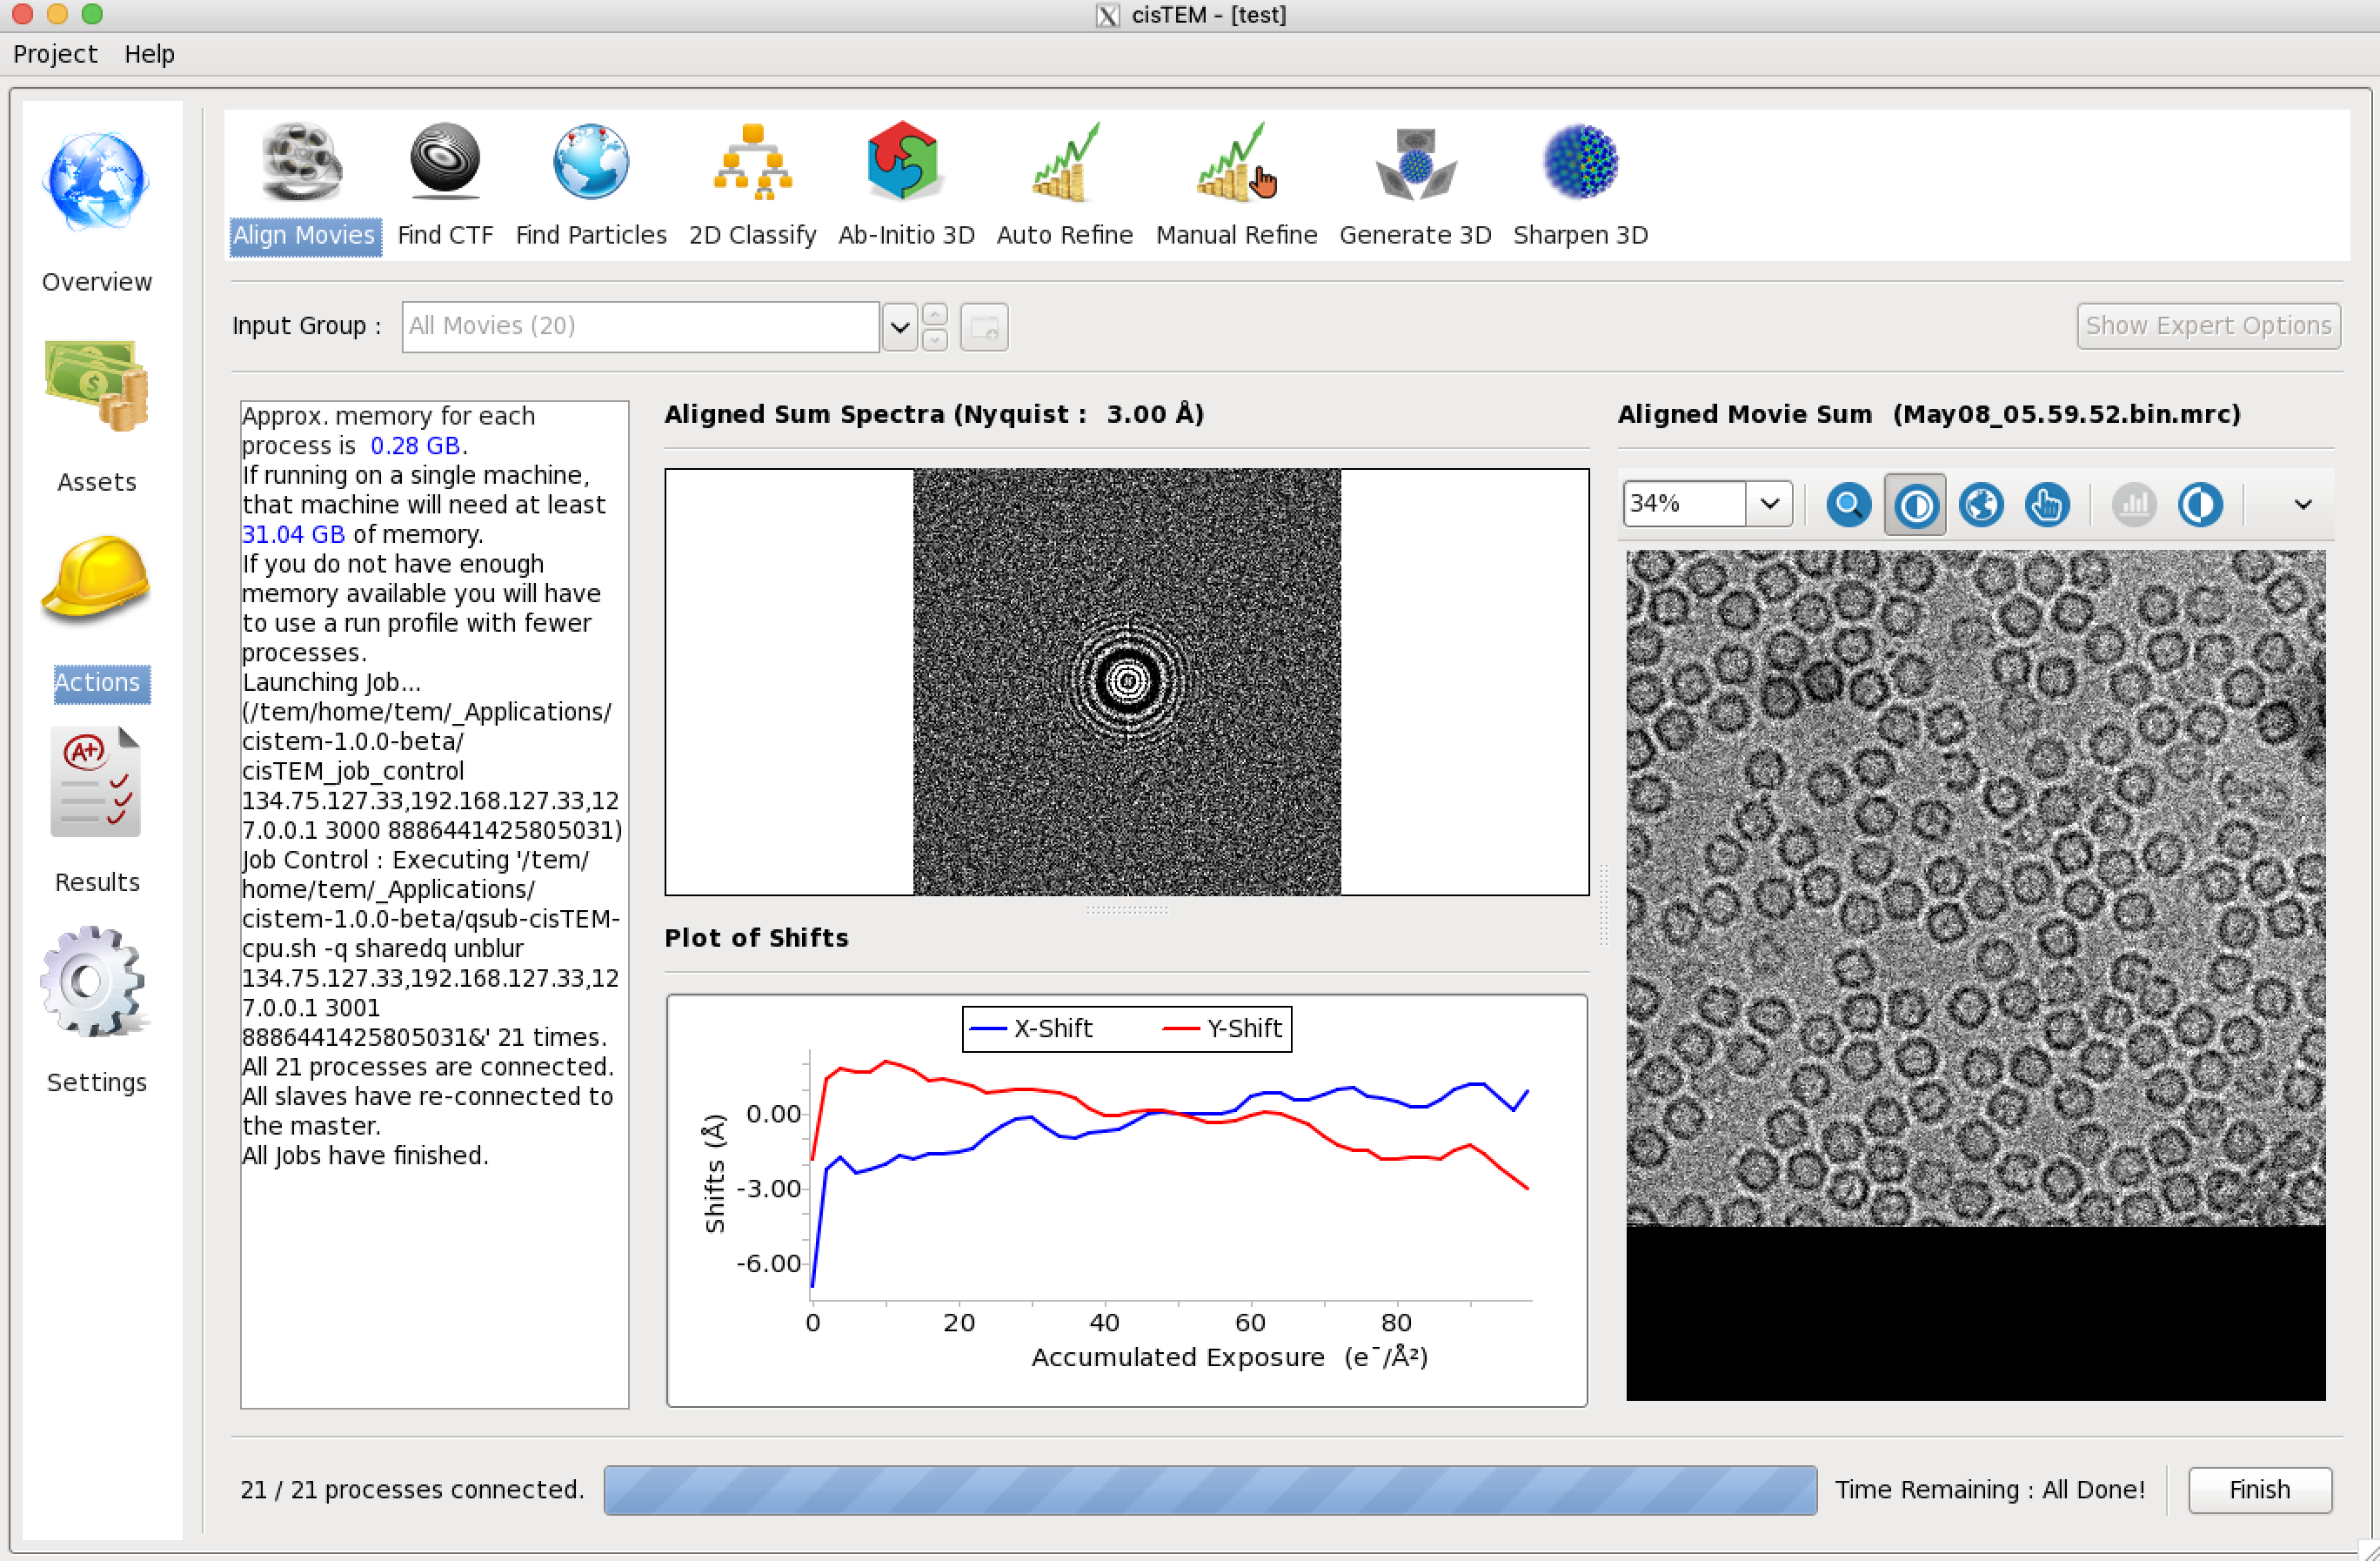 cisTEM - [test]
Project Help
Overview
Assets
Actions
Results
Settings
Align Movies
Find CTF
Find Particles
2D Classify
Ab-Initio 3D
Auto Refine
Manual Refine
Generate 3D
Sharpen 3D
Input Group : All Movies (20)
Show Expert Options
Approx. memory for each
process is 0.28 GB.
If running on a single machine,
that machine will need at least
31.04 GB of memory.
If you do not have enough
memory available you will have
to use a run profile with fewer
processes.
Launching Job...
(/tem/home/tem/_Applications/
cistem-1.0.0-beta/
cisTEM_job_control
134.75.127.33,192.168.127.33,12
7.0.0.1 3000 8886441425805031)
Job Control : Executing '/tem/
home/tem/_Applications/
cistem-1.0.0-beta/qsub-cisTEM-
cpu.sh -q sharedq unblur
134.75.127.33,192.168.127.33,12
7.0.0.1 3001
8886441425805031&' 21 times.
All 21 processes are connected.
All slaves have re-connected to
the master.
All Jobs have finished.
Aligned Sum Spectra (Nyquist : 3.00 Å)
Plot of Shifts
X-Shift Y-Shift
Shifts (Å)
0.00
-3.00
-6.00
0 20 40 60 80
Accumulated Exposure (e⁻/Å²)
Aligned Movie Sum (May08_05.59.52.bin.mrc)
34%
21 / 21 processes connected.
Time Remaining : All Done!
Finish